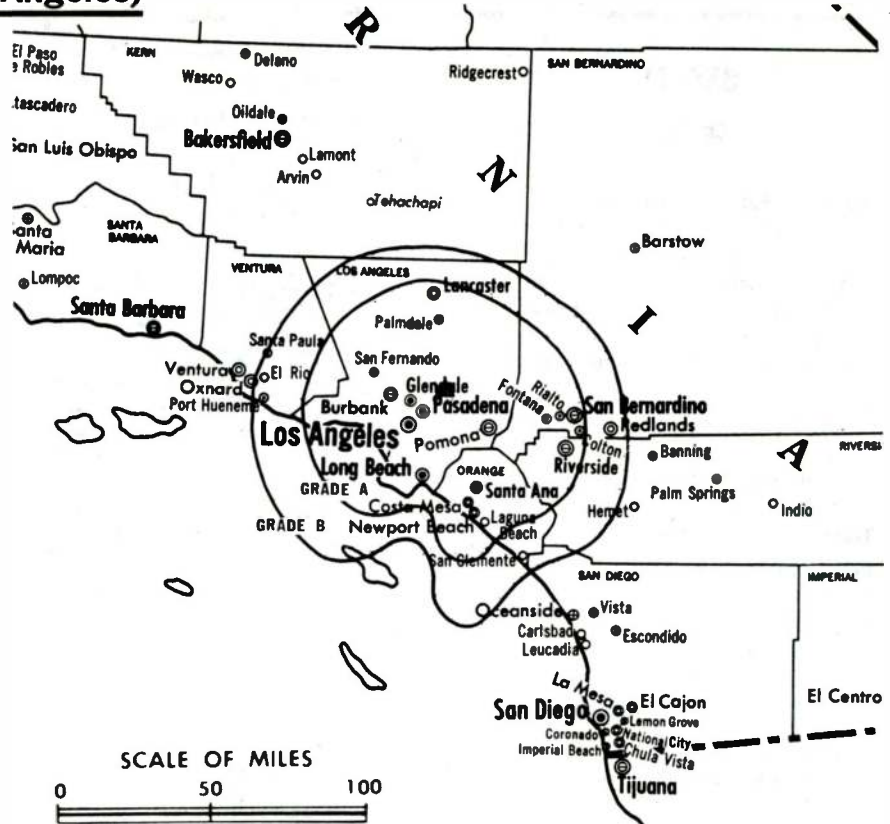 Angeles)
R
El Paso
e Robles
KERN
Delano
Wasco
Ridgecrest
SAN BERNARDINO
tascadero
Oildale
Bakersfield
San Luis Obispo
Lamont
Arvin
N
Tehachapi
anta
Maria
SANTA
BARBARA
Barstow
Lompoc
VENTURA
LOS ANGELES
Lancaster
Santa Barbara
Palmdale
I
Santa Paula
San Fernando
Ventura
El Rio
Oxnard
Port Hueneme
Glendale
Burbank
Pasadena
Fontana
Rialto
San Bernardino
Redlands
Los Angeles
Pomona
Colton
Riverside
A
RIVERSI
Long Beach
ORANGE
Banning
GRADE A
Santa Ana
Palm Springs
Costa Mesa
Hemet
Indio
GRADE B
Newport Beach
Laguna
Beach
San Clemente
SAN DIEGO
IMPERIAL
Oceanside
Vista
Carlsbad
Escondido
Leucadia
La Mesa
El Cajon
El Centro
San Diego
Lemon Grove
Coronado
National City
Imperial Beach
Chula Vista
Tijuana
SCALE OF MILES
0 50 100